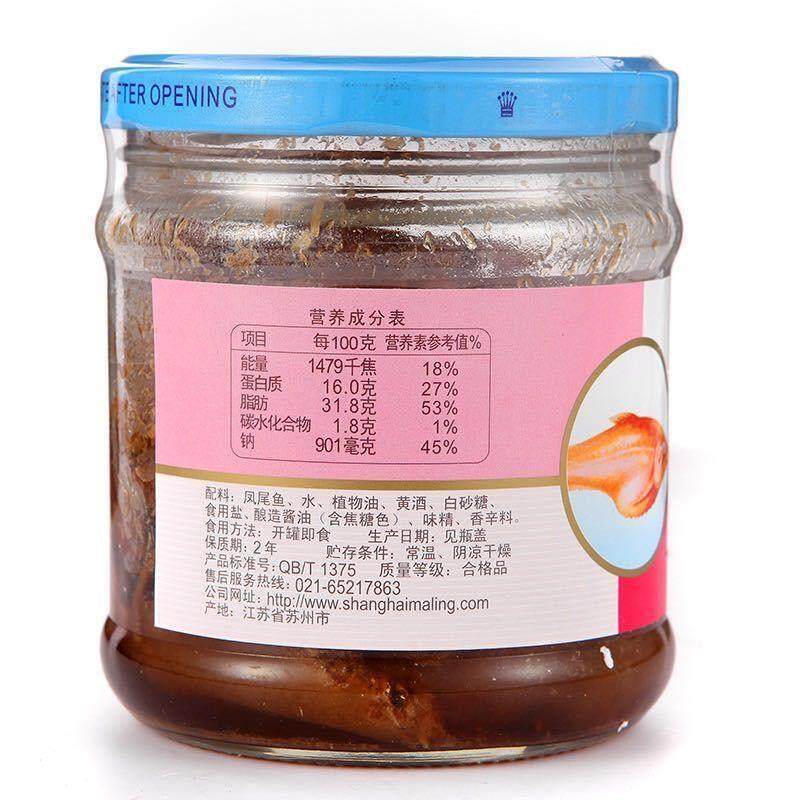 AFTER OPENING
营养成分表
项目 每100克 营养素参考值%
能量 1479千焦 18%
蛋白质 16.0克 27%
脂肪 31.8克 53%
碳水化合物 1.8克 1%
钠 901毫克 45%
配料：凤尾鱼、水、植物油、黄酒、白砂糖、
食用盐、酿造酱油（含焦糖色）、味精、香辛料。
食用方法：开罐即食 生产日期：见瓶盖
保质期：2年 贮存条件：常温、阴凉干燥
产品标准号：QB/T 1375 质量等级：合格品
售后服务热线：021-65217863
公司网址：http://www.shanghaimaling.com
产地：江苏省苏州市